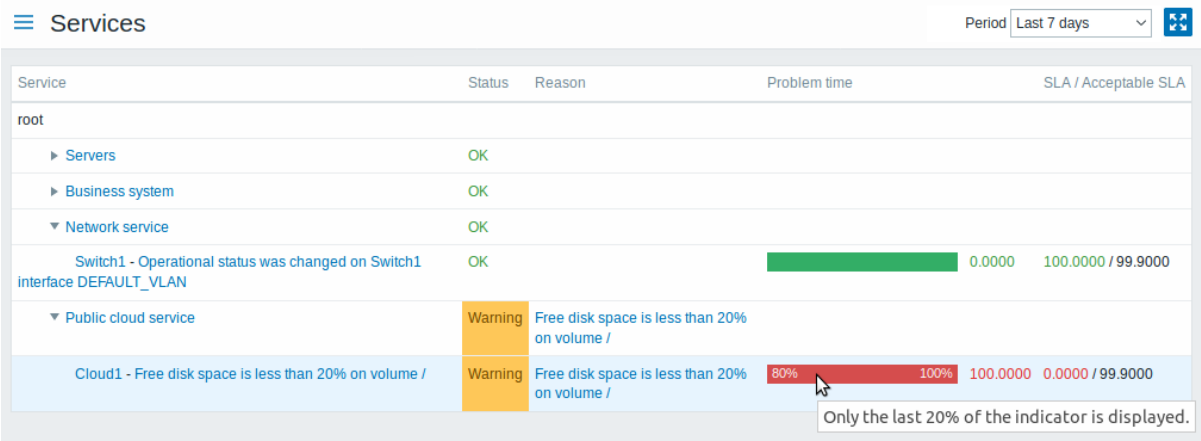 Services
Period Last 7 days
Service Status Reason Problem time SLA / Acceptable SLA
root
Servers OK
Business system OK
Network service OK
Switch1 - Operational status was changed on Switch1 OK 0.0000 100.0000 / 99.9000
interface DEFAULT_VLAN
Public cloud service Warning Free disk space is less than 20%
on volume /
Cloud1 - Free disk space is less than 20% on volume / Warning Free disk space is less than 20% 80% 100% 100.0000 0.0000 / 99.9000
on volume /
Only the last 20% of the indicator is displayed.